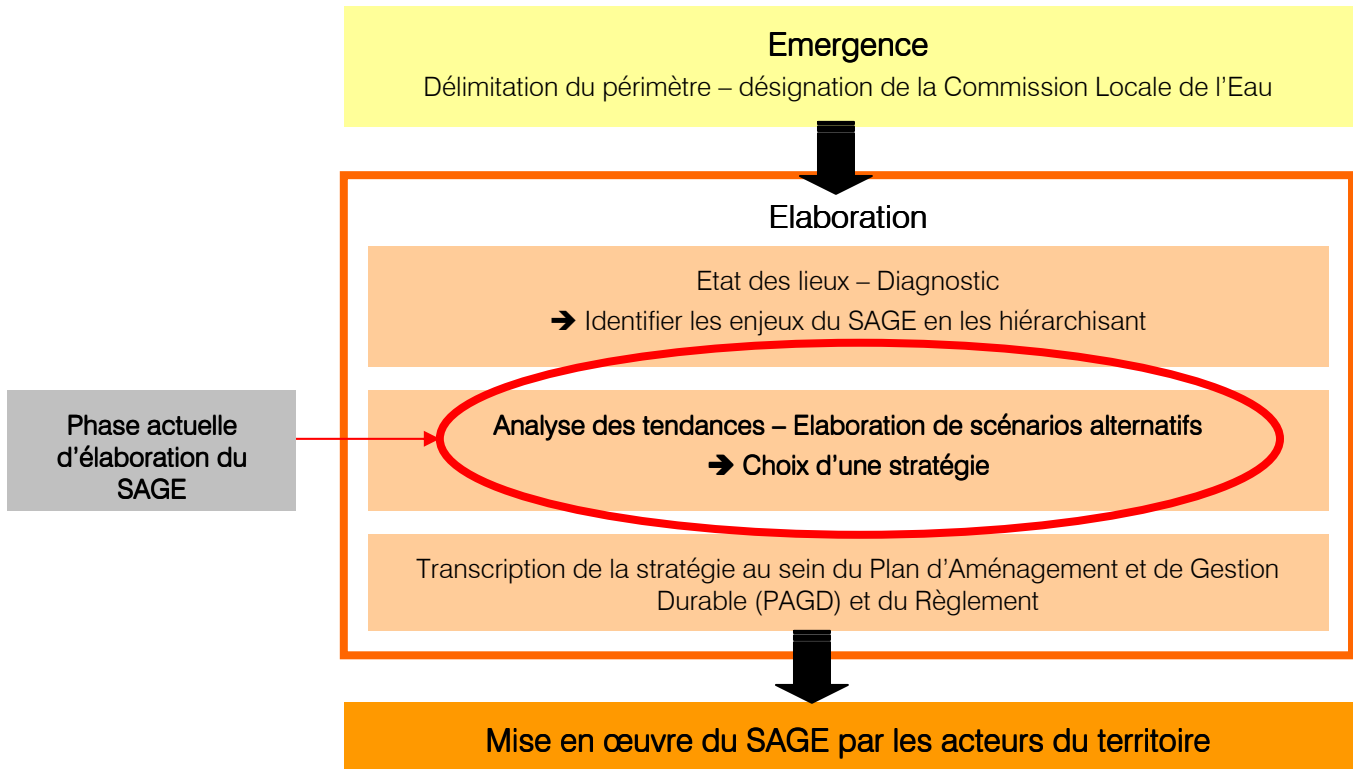 Emergence
Délimitation du périmètre – désignation de la Commission Locale de l'Eau
Elaboration
Etat des lieux – Diagnostic
➔ Identifier les enjeux du SAGE en les hiérarchisant
Phase actuelle
d'élaboration du
SAGE
Analyse des tendances – Elaboration de scénarios alternatifs
➔ Choix d'une stratégie
Transcription de la stratégie au sein du Plan d'Aménagement et de Gestion
Durable (PAGD) et du Règlement
Mise en œuvre du SAGE par les acteurs du territoire